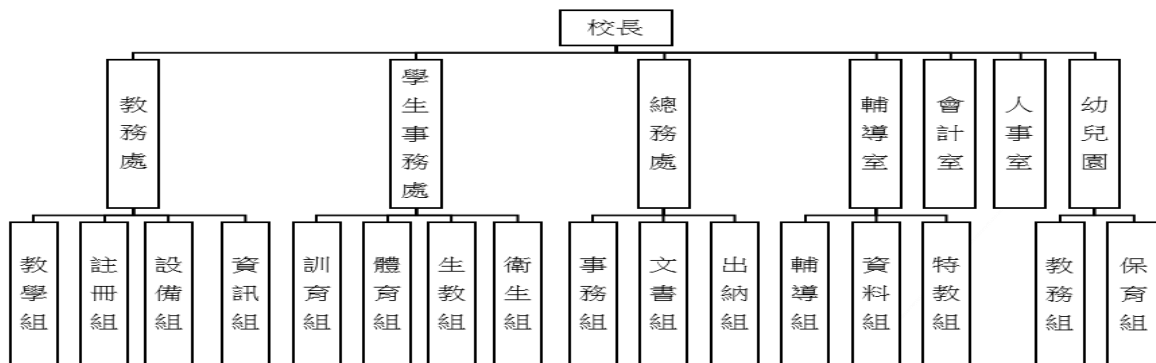 校長
教務處
學生事務處
總務處
輔導室
會計室
人事室
幼兒園
教學組
註冊組
設備組
資訊組
訓育組
體育組
生教組
衛生組
事務組
文書組
出納組
輔導組
資料組
特教組
教務組
保育組